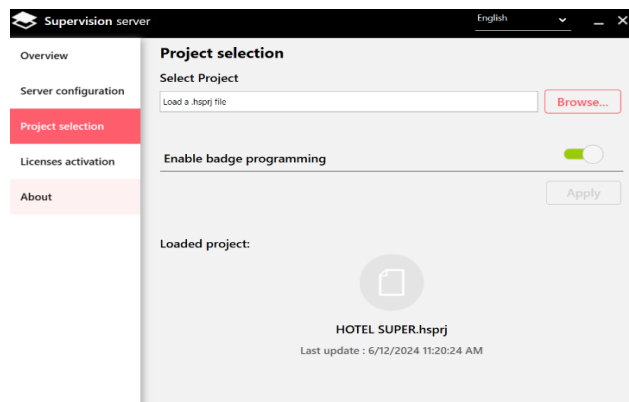 Supervision server
English
Overview
Server configuration
Project selection
Licenses activation
About
Project selection
Select Project
Load a .hsprj file
Browse...
Enable badge programming
Apply
Loaded project:
HOTEL SUPER.hsprj
Last update : 6/12/2024 11:20:24 AM